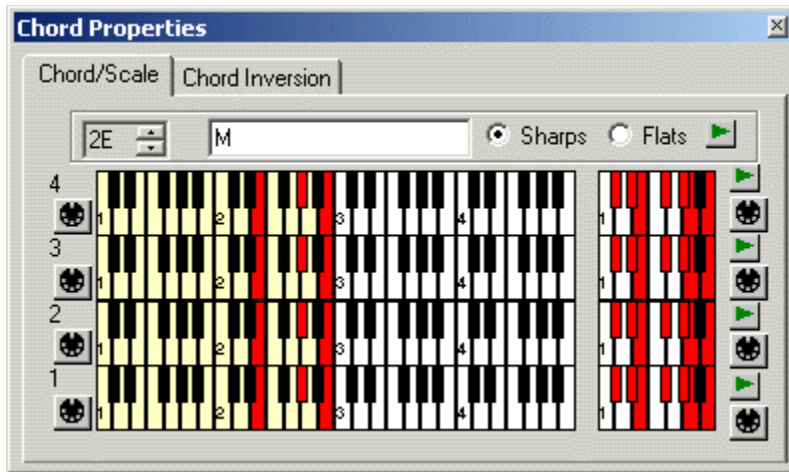 Chord Properties
Chord/Scale Chord Inversion
2E M Sharps Flats
4
1 2 3 4 1
3
1 2 3 4 1
2
1 2 3 4 1
1
1 2 3 4 1